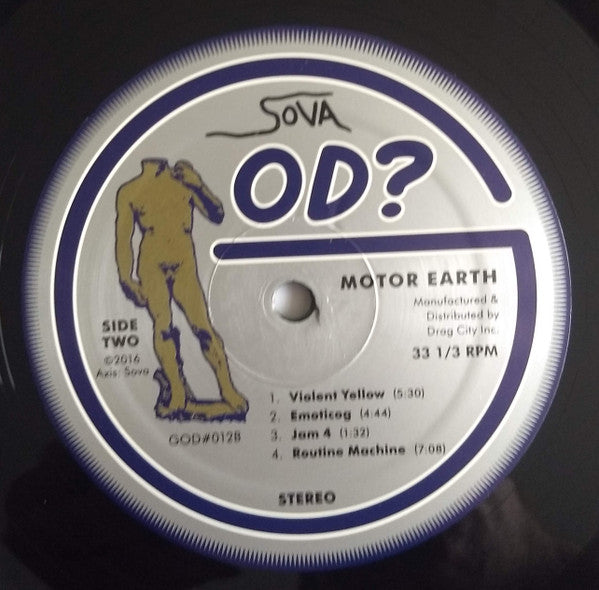 SOVA
GOD?
MOTOR EARTH
Manufactured &
Distributed by
Drag City Inc.
33 1/3 RPM
SIDE
TWO
©2016
Axis: Sova
GOD#012B
1. Violent Yellow (5:30)
2. Emoticog (4:44)
3. Jam 4 (1:32)
4. Routine Machine (7:08)
STEREO